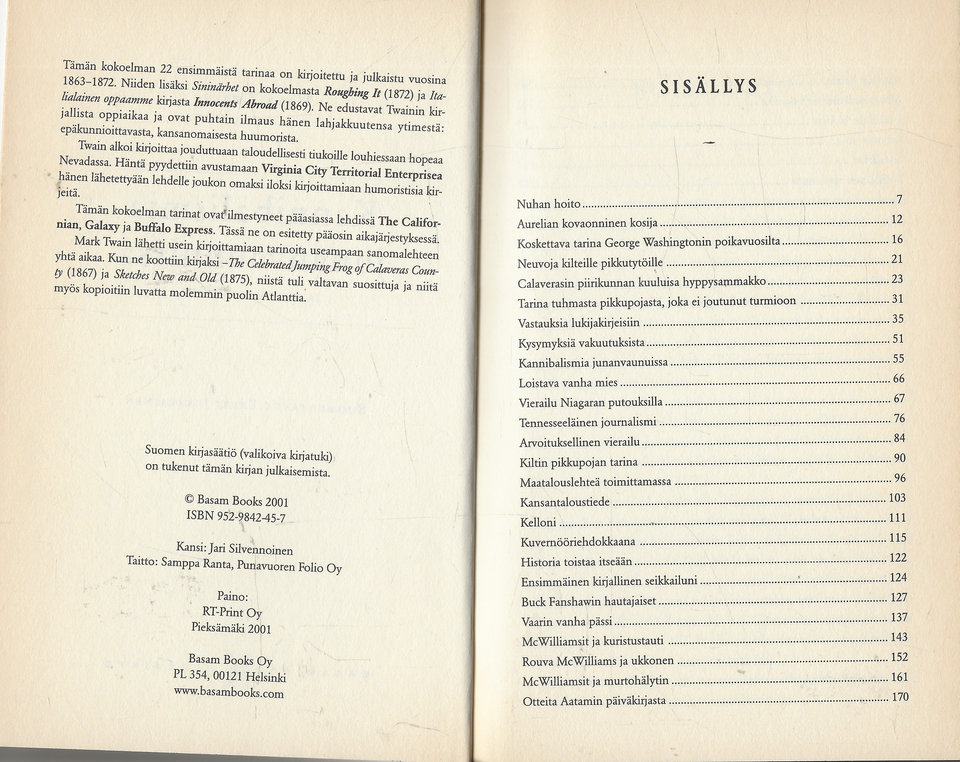 Tämän kokoelman 22 ensimmäistä tarinaa on kirjoitettu ja julkaistu vuosina
1863–1872. Niiden lisäksi Sininärhet on kokoelmasta Roughing It (1872) ja Ita-
lialainen oppaamme kirjasta Innocents Abroad (1869). Ne edustavat Twainin kir-
jallista oppiaikaa ja ovat puhtain ilmaus hänen lahjakkuutensa ytimestä:
epäkunnioittavasta, kansanomaisesta huumorista.
Twain alkoi kirjoittaa jouduttuaan taloudellisesti tiukoille louhiessaan hopeaa
Nevadassa. Häntä pyydettiin avustamaan Virginia City Territorial Enterprisea
hänen lähetettyään lehdelle joukon omaksi iloksi kirjoittamiaan humoristisia kir-
jeitä.
Tämän kokoelman tarinat ovat ilmestyneet pääasiassa lehdissä The Califor-
nian, Galaxy ja Buffalo Express. Tässä ne on esitetty pääosin aikajärjestyksessä.
Mark Twain lähetti usein kirjoittamiaan tarinoita useampaan sanomalehteen
yhtä aikaa. Kun ne koottiin kirjaksi –The Celebrated Jumping Frog of Calaveras Coun-
ty (1867) ja Sketches New and Old (1875), niistä tuli valtavan suosittuja ja niitä
myös kopioitiin luvatta molemmin puolin Atlanttia.
Suomen kirjasäätiö (valikoiva kirjatuki)
on tukenut tämän kirjan julkaisemista.
© Basam Books 2001
ISBN 952-9842-45-7
Kansi: Jari Silvennoinen
Taitto: Samppa Ranta, Punavuoren Folio Oy
Paino:
RT-Print Oy
Pieksämäki 2001
Basam Books Oy
PL 354, 00121 Helsinki
www.basambooks.com
SISÄLLYS
Nuhan hoito ... 7
Aurelian kovaonninen kosija ... 12
Koskettava tarina George Washingtonin poikavuosilta ... 16
Neuvoja kilteille pikkutytöille ... 21
Calaverasin piirikunnan kuuluisa hyppysammakko ... 23
Tarina tuhmasta pikkupojasta, joka ei joutunut turmioon ... 31
Vastauksia lukijakirjeisiin ... 35
Kysymyksiä vakuutuksista ... 51
Kannibalismia junanvaunuissa ... 55
Loistava vanha mies ... 66
Vierailu Niagaran putouksilla ... 67
Tennesseeläinen journalismi ... 76
Arvoituksellinen vierailu ... 84
Kiltin pikkupojan tarina ... 90
Maatalouslehteä toimittamassa ... 96
Kansantaloustiede ... 103
Kelloni ... 111
Kuvernööriehdokkaana ... 115
Historia toistaa itseään ... 122
Ensimmäinen kirjallinen seikkailuni ... 124
Buck Fanshawin hautajaiset ... 127
Vaarin vanha pässi ... 137
McWilliamsit ja kuristustauti ... 143
Rouva McWilliams ja ukkonen ... 152
McWilliamsit ja murtohälytin ... 161
Otteita Aatamin päiväkirjasta ... 170